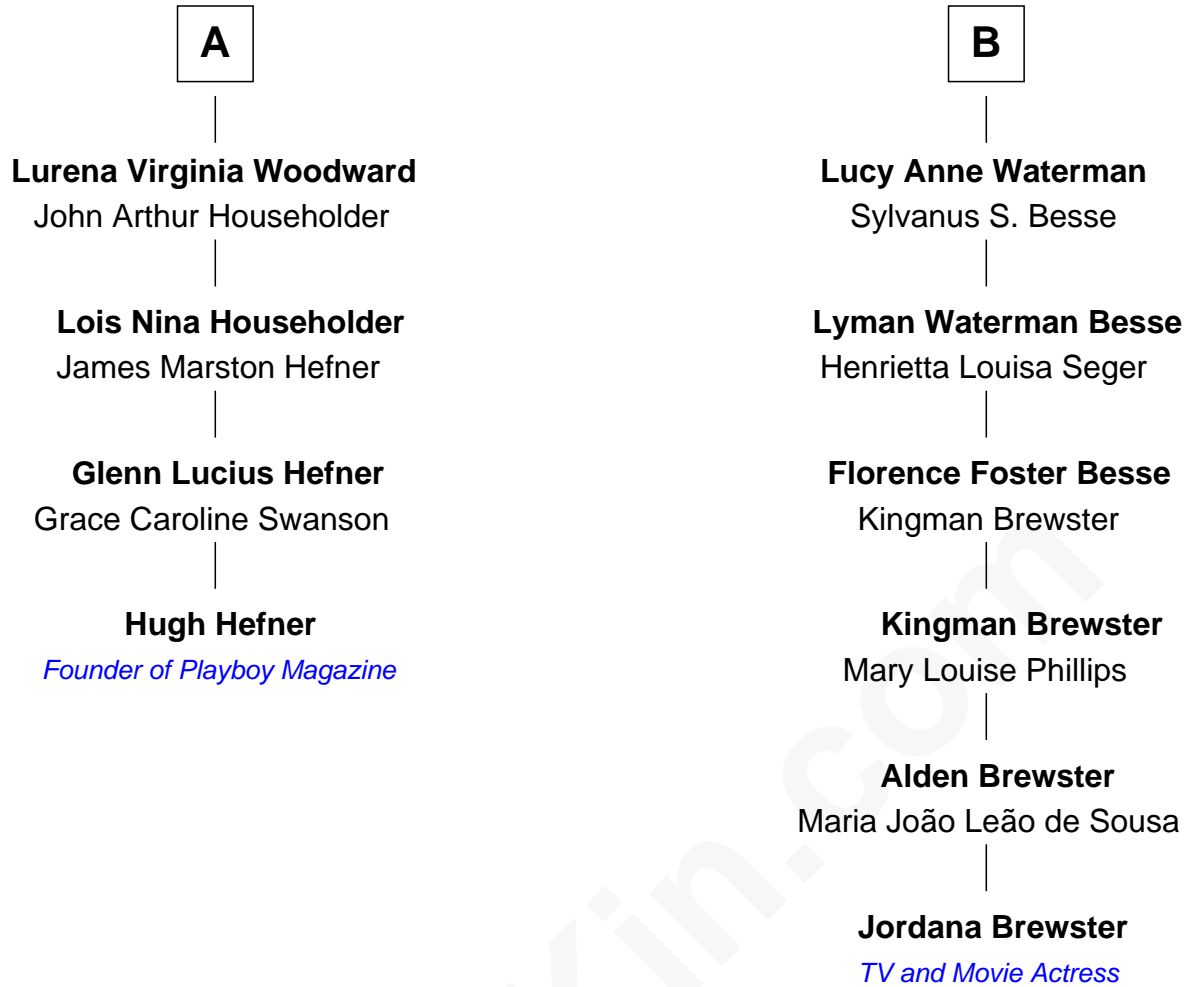 A
Lurena Virginia Woodward
John Arthur Householder
Lois Nina Householder
James Marston Hefner
Glenn Lucius Hefner
Grace Caroline Swanson
Hugh Hefner
Founder of Playboy Magazine
B
Lucy Anne Waterman
Sylvanus S. Besse
Lyman Waterman Besse
Henrietta Louisa Seger
Florence Foster Besse
Kingman Brewster
Kingman Brewster
Mary Louise Phillips
Alden Brewster
Maria João Leão de Sousa
Jordana Brewster
TV and Movie Actress
Kin.com